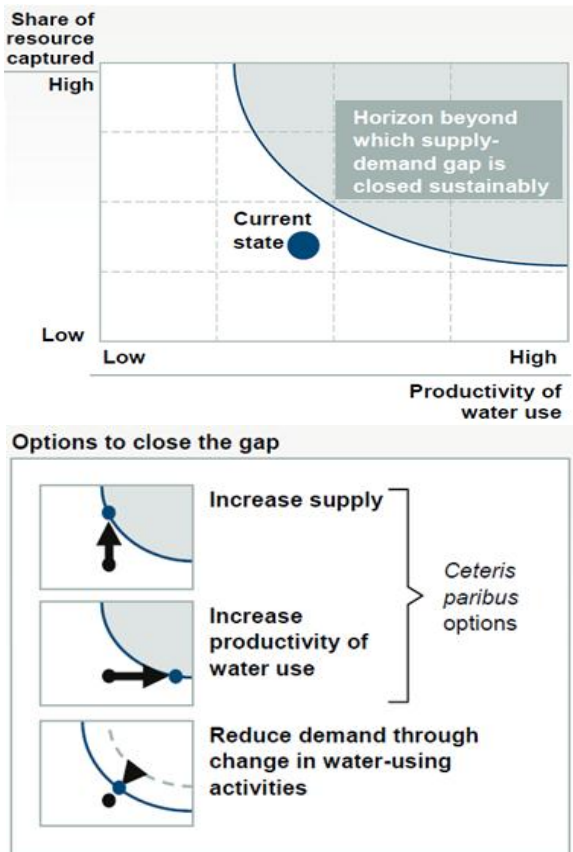 Share of
resource
captured
High
Horizon beyond
which supply-
demand gap is
closed sustainably
Current
state
Low
Low
High
Productivity of
water use
Options to close the gap
Increase supply
Ceteris
paribus
options
Increase
productivity of
water use
Reduce demand through
change in water-using
activities